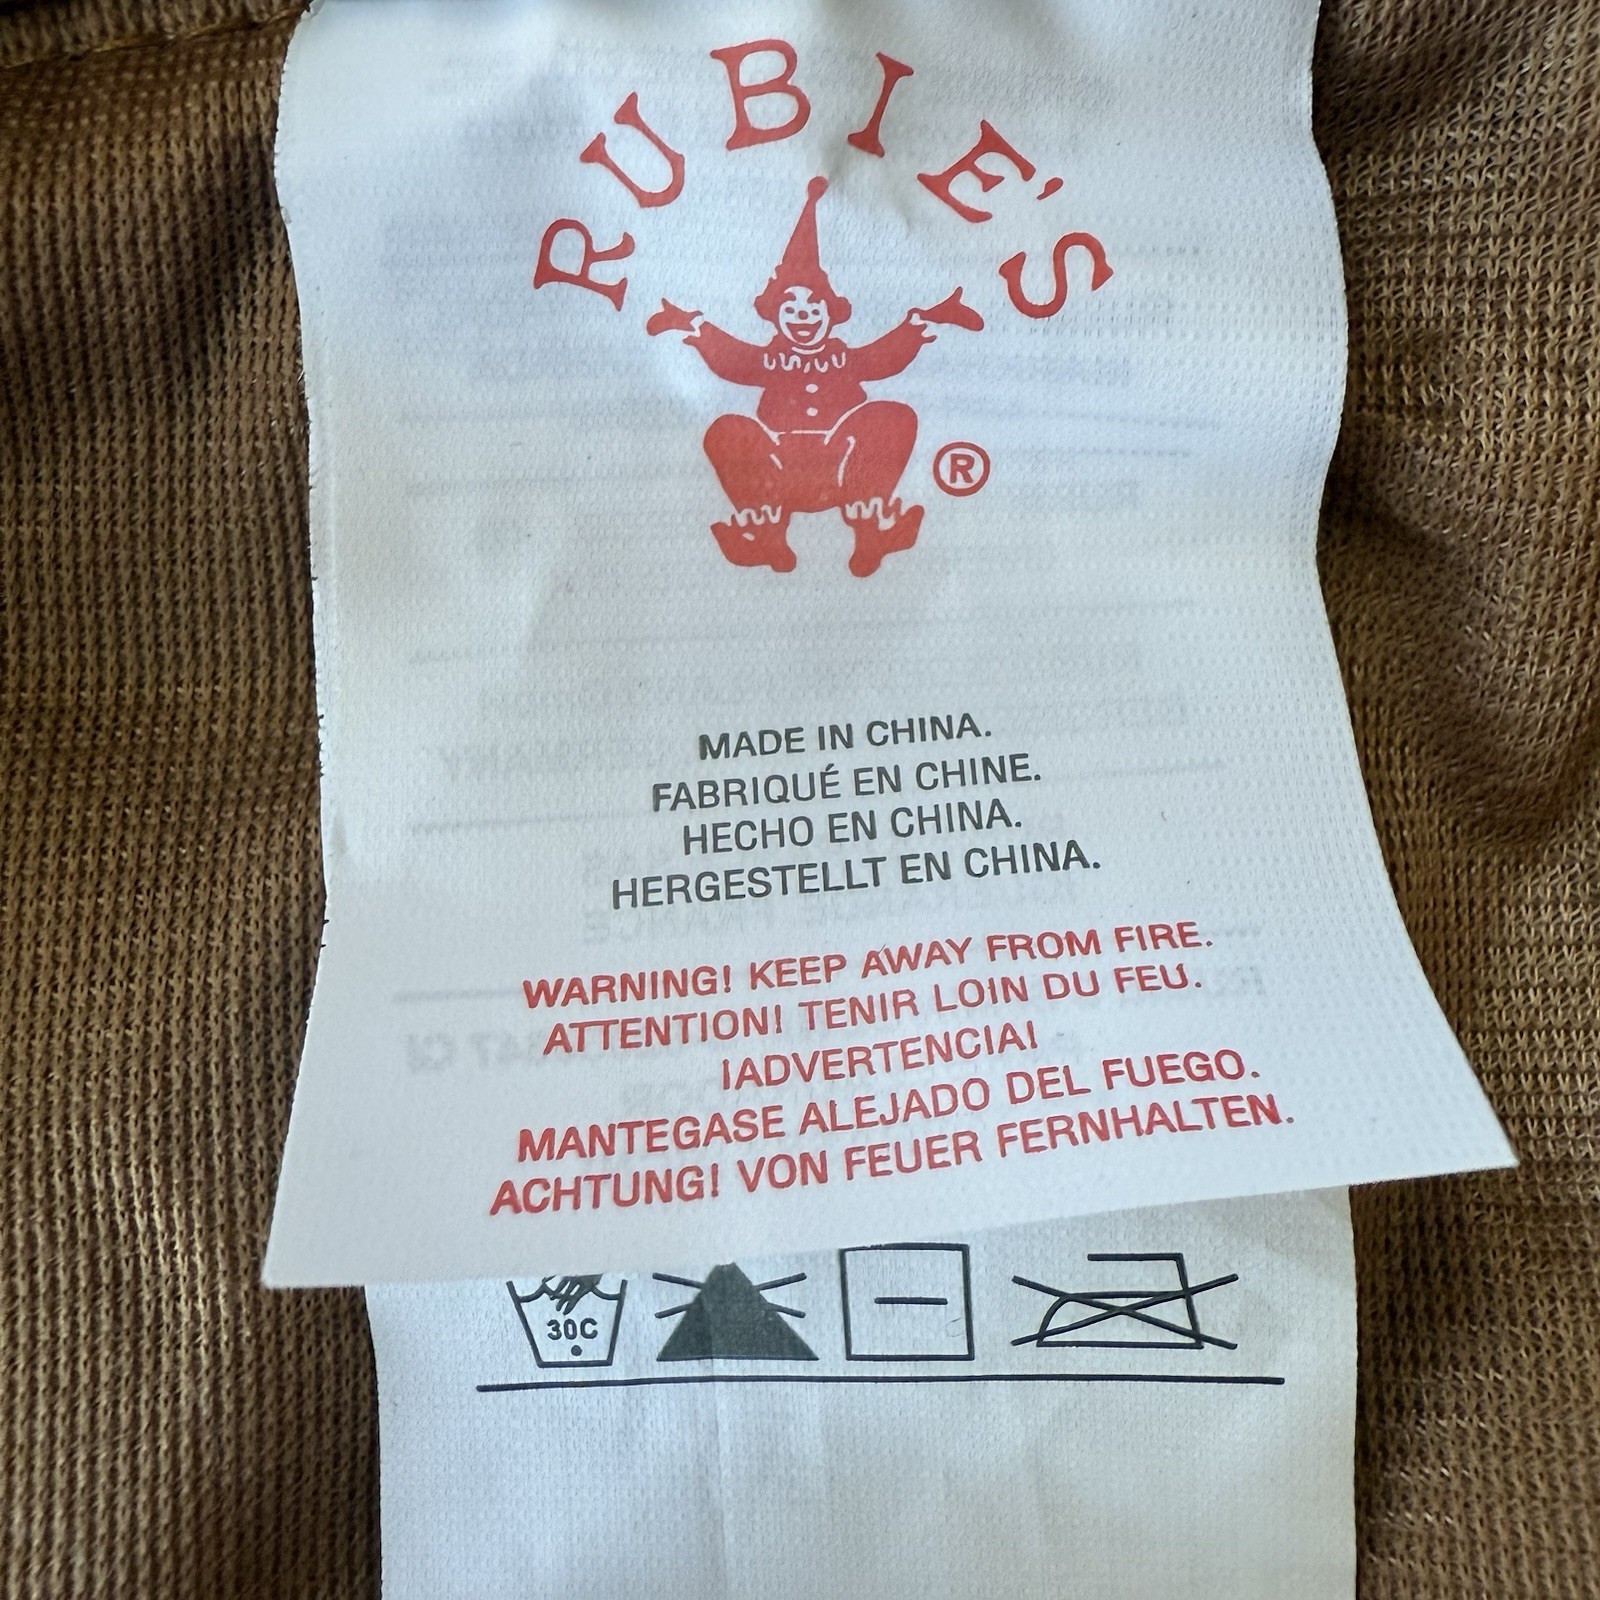 RUBIE'S
®
MADE IN CHINA.
FABRIQUÉ EN CHINE.
HECHO EN CHINA.
HERGESTELLT EN CHINA.
WARNING! KEEP AWAY FROM FIRE.
ATTENTION! TENIR LOIN DU FEU.
¡ADVERTENCIA!
MANTEGASE ALEJADO DEL FUEGO.
ACHTUNG! VON FEUER FERNHALTEN.
30C